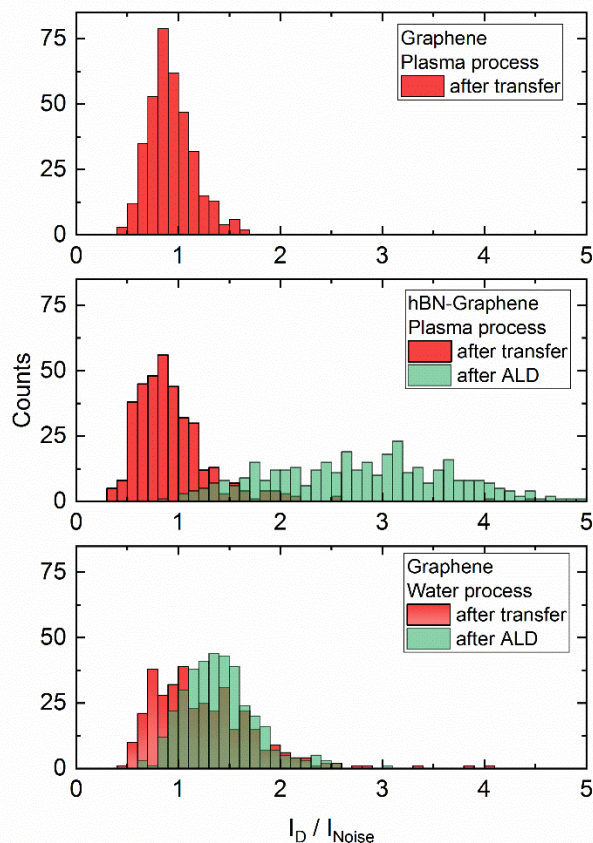 75
50
25
0
Graphene
Plasma process
after transfer
0 1 2 3 4 5
75
50
25
0
Counts
hBN-Graphene
Plasma process
after transfer
after ALD
0 1 2 3 4 5
75
50
25
0
Graphene
Water process
after transfer
after ALD
0 1 2 3 4 5
I_D / I_Noise